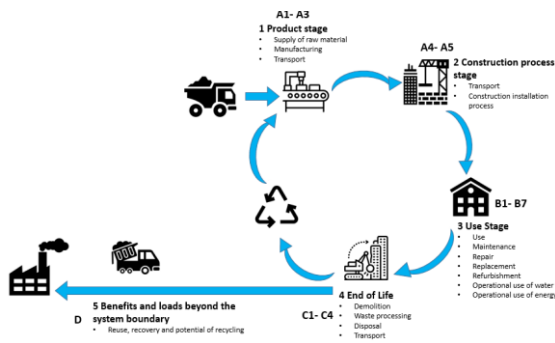 A1- A3
1 Product stage
• Supply of raw material
• Manufacturing
• Transport
A4- A5
2 Construction process
stage
• Transport
• Construction installation
process
B1- B7
3 Use Stage
• Use
• Maintenance
• Repair
• Replacement
• Refurbishment
• Operational use of water
• Operational use of energy
C1- C4
4 End of Life
• Demolition
• Waste processing
• Disposal
• Transport
D
5 Benefits and loads beyond the
system boundary
• Reuse, recovery and potential of recycling